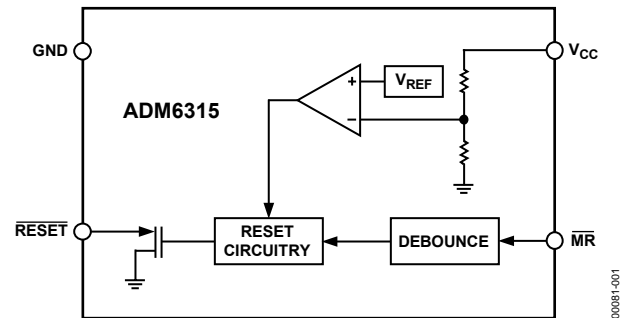 GND
VCC
ADM6315
+
VREF
−
RESET
RESET
CIRCUITRY
DEBOUNCE
MR
00081-001